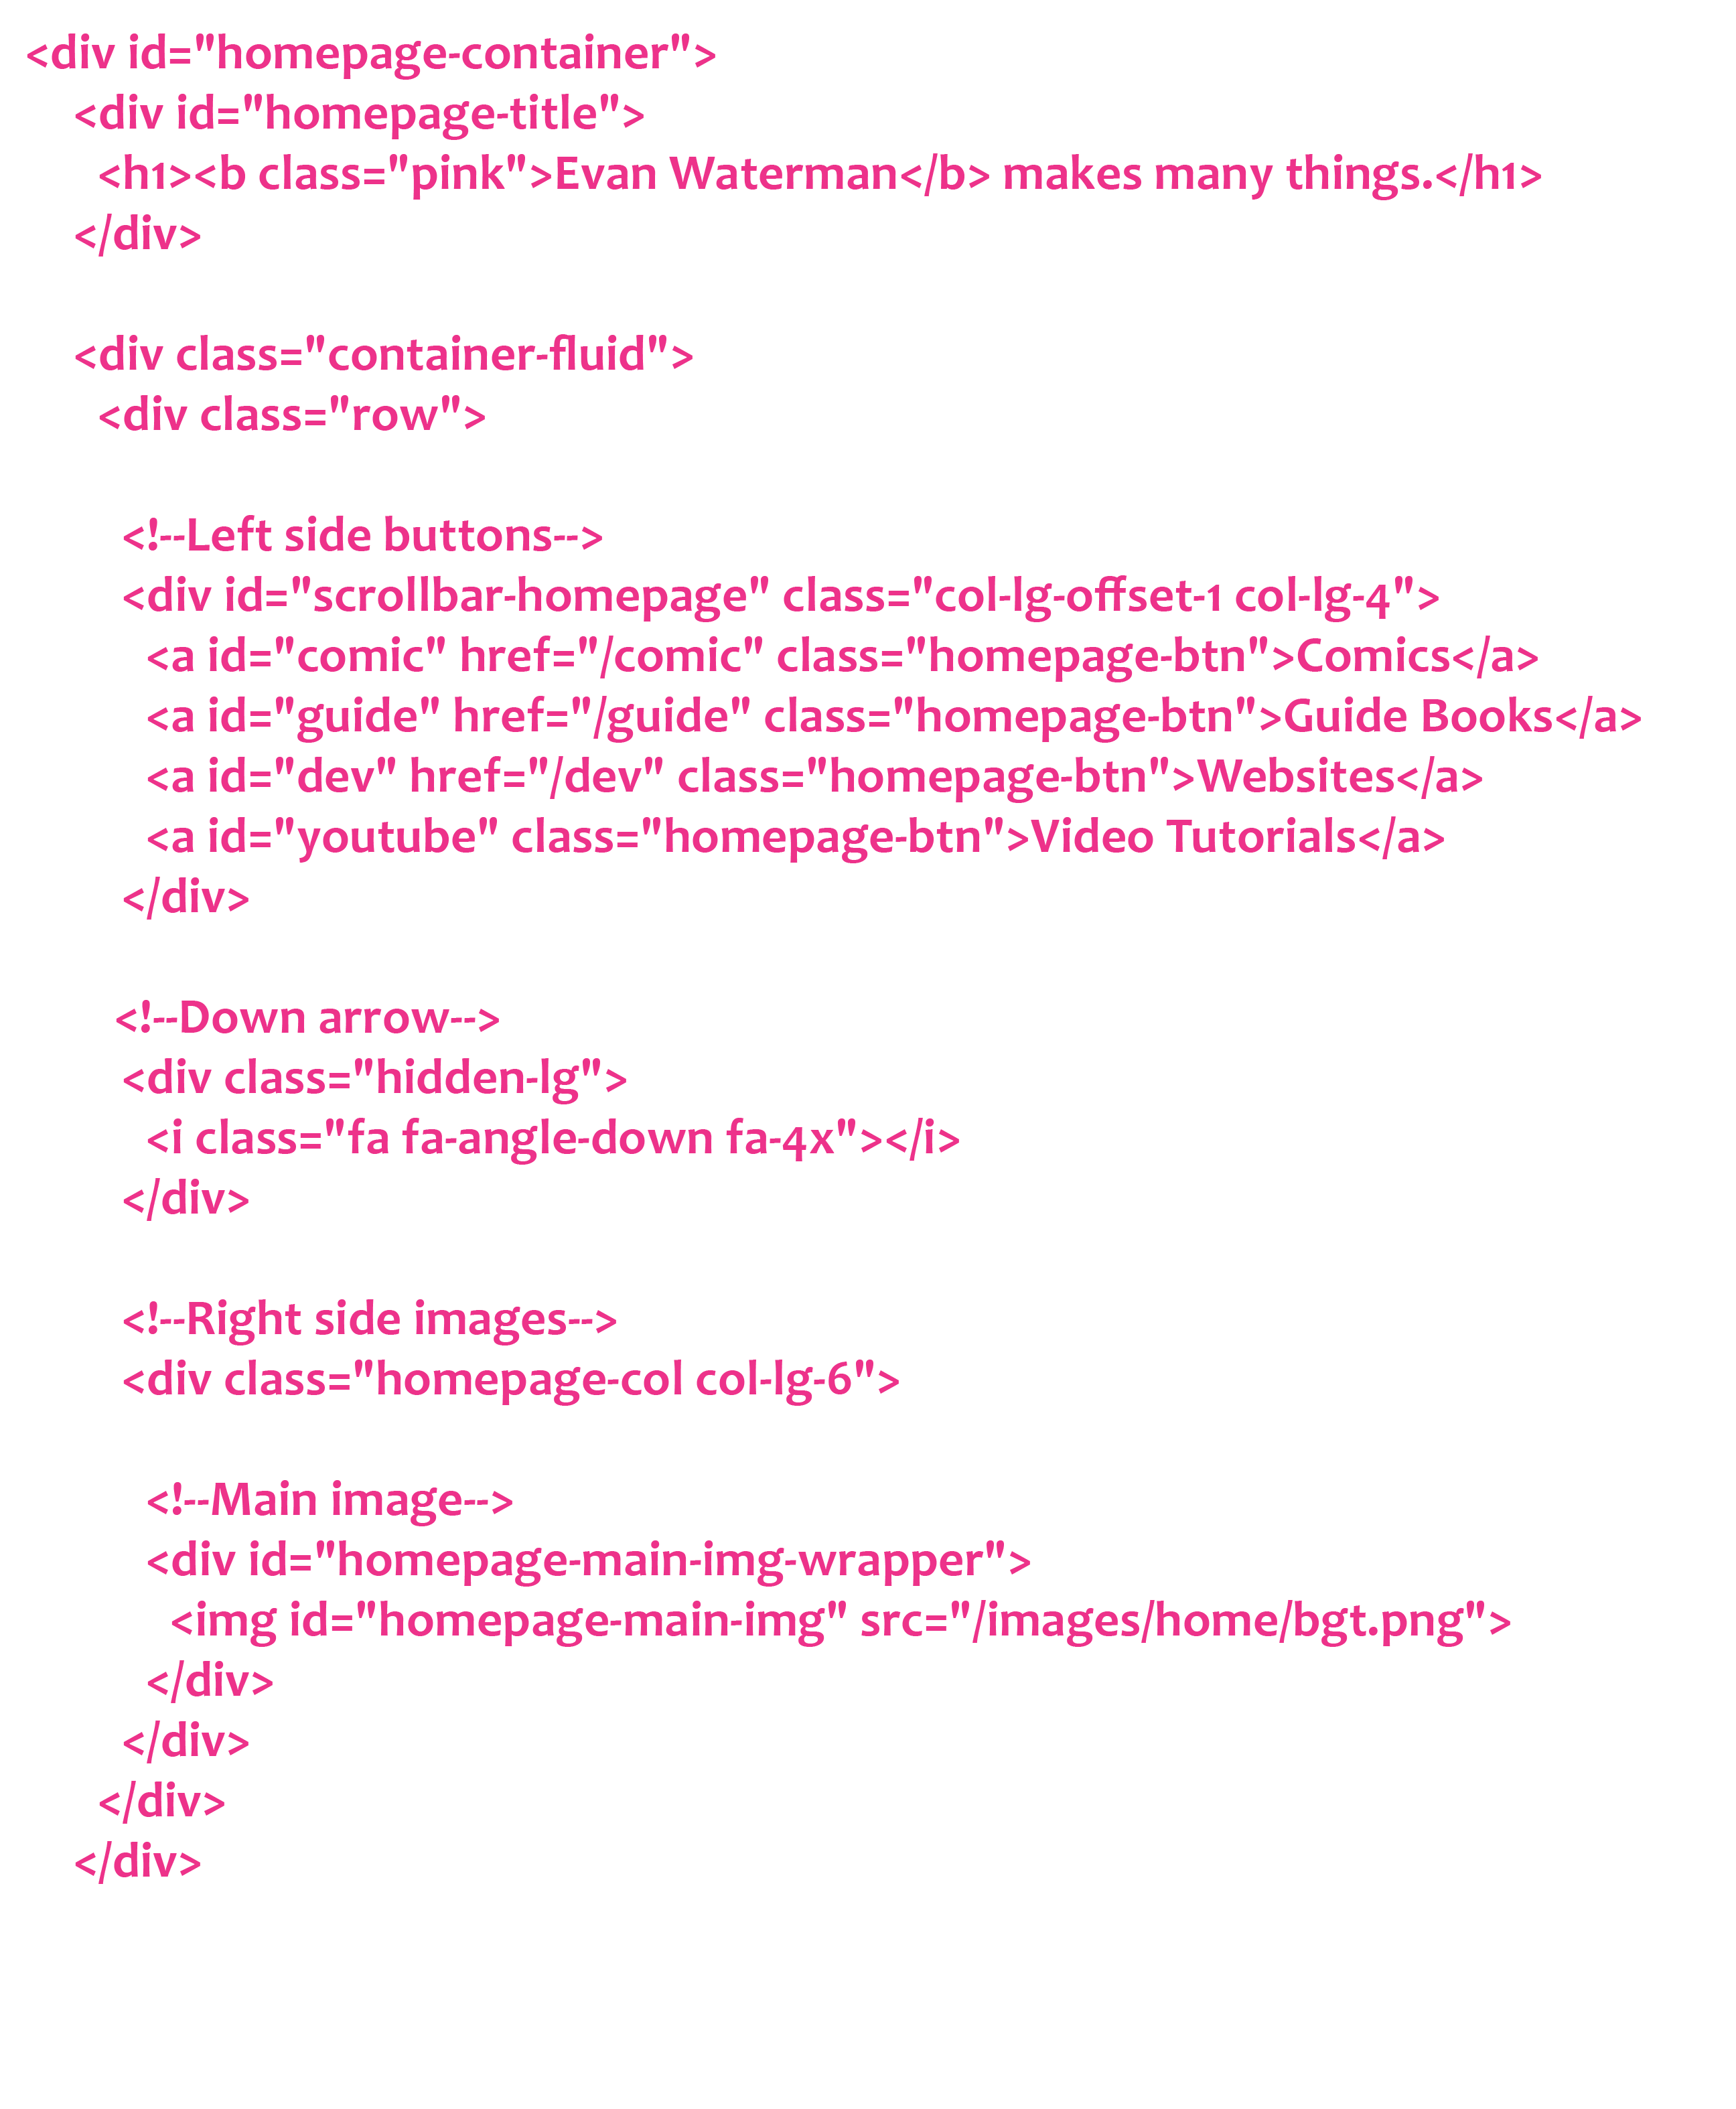 <div id="homepage-container">
<div id="homepage-title">
<h1><b class="pink">Evan Waterman</b> makes many things.</h1>
</div>
<div class="container-fluid">
<div class="row">
<!--Left side buttons-->
<div id="scrollbar-homepage" class="col-lg-offset-1 col-lg-4">
<a id="comic" href="/comic" class="homepage-btn">Comics</a>
<a id="guide" href="/guide" class="homepage-btn">Guide Books</a>
<a id="dev" href="/dev" class="homepage-btn">Websites</a>
<a id="youtube" class="homepage-btn">Video Tutorials</a>
</div>
<!--Down arrow-->
<div class="hidden-lg">
<i class="fa fa-angle-down fa-4x"></i>
</div>
<!--Right side images-->
<div class="homepage-col col-lg-6">
<!--Main image-->
<div id="homepage-main-img-wrapper">
<img id="homepage-main-img" src="/images/home/bgt.png">
</div>
</div>
</div>
</div>